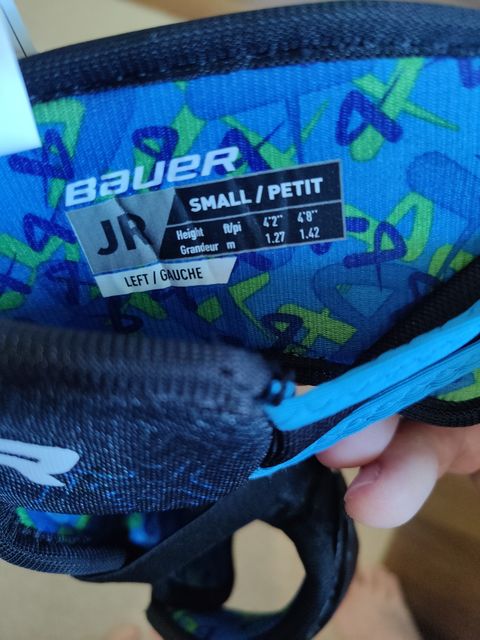 BAUER
JR SMALL / PETIT
Height ft/pi 4'2" 4'8"
Grandeur m 1.27 1.42
LEFT / GAUCHE